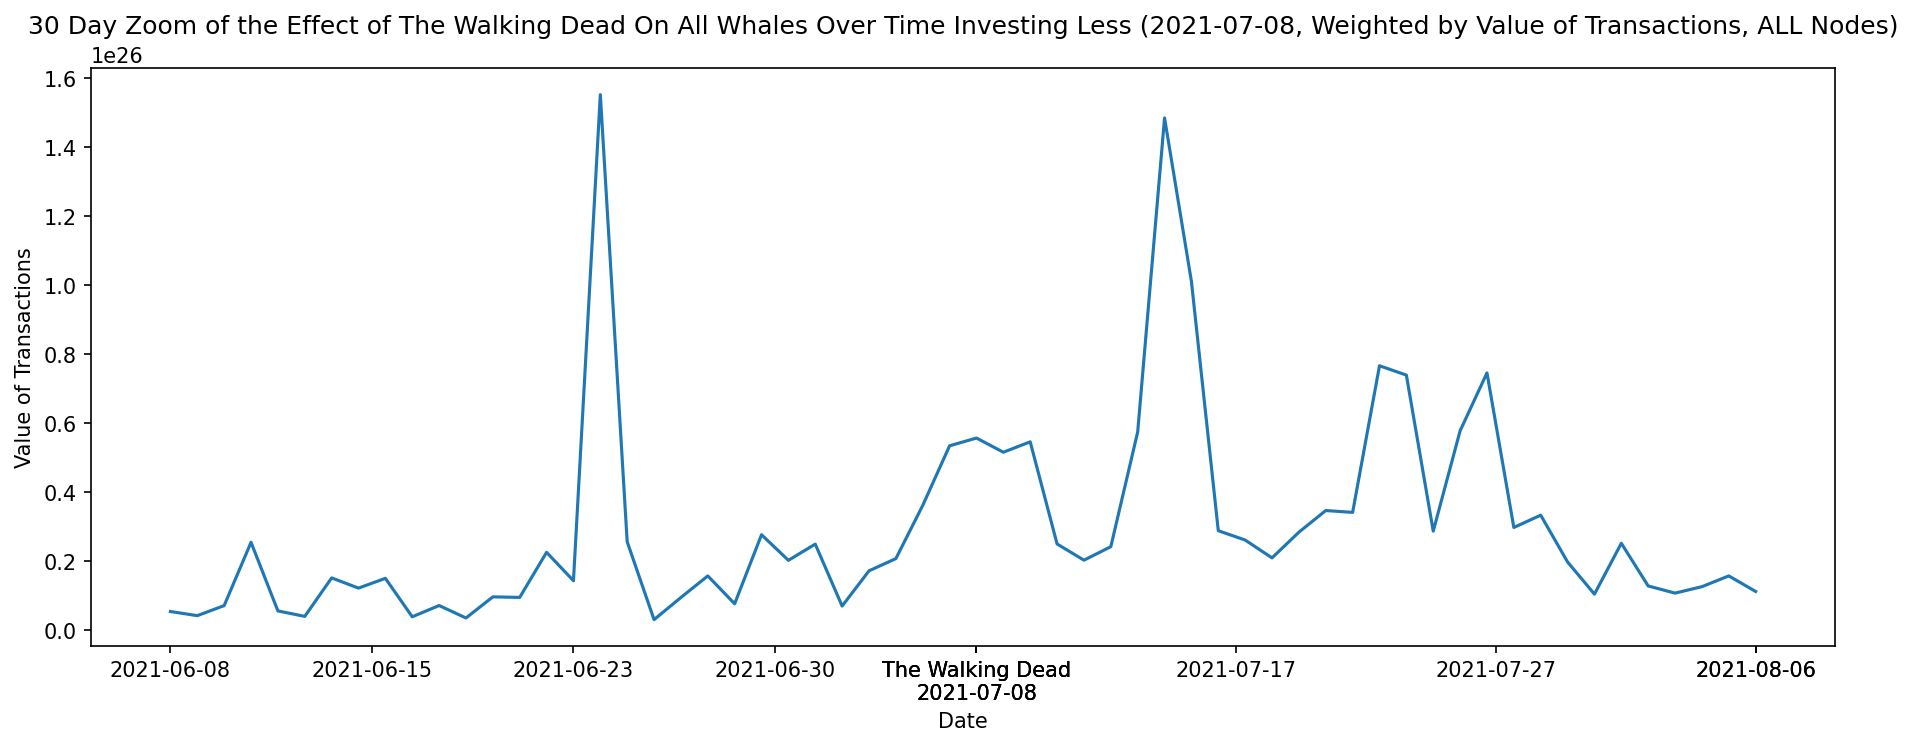 30 Day Zoom of the Effect of The Walking Dead On All Whales Over Time Investing Less (2021-07-08, Weighted by Value of Transactions, ALL Nodes)
1e26
1.6
1.4
1.2
1.0
0.8
0.6
0.4
0.2
0.0
Value of Transactions
2021-06-08 2021-06-15 2021-06-23 2021-06-30 The Walking Dead 2021-07-17 2021-07-27 2021-08-06
2021-07-08
Date